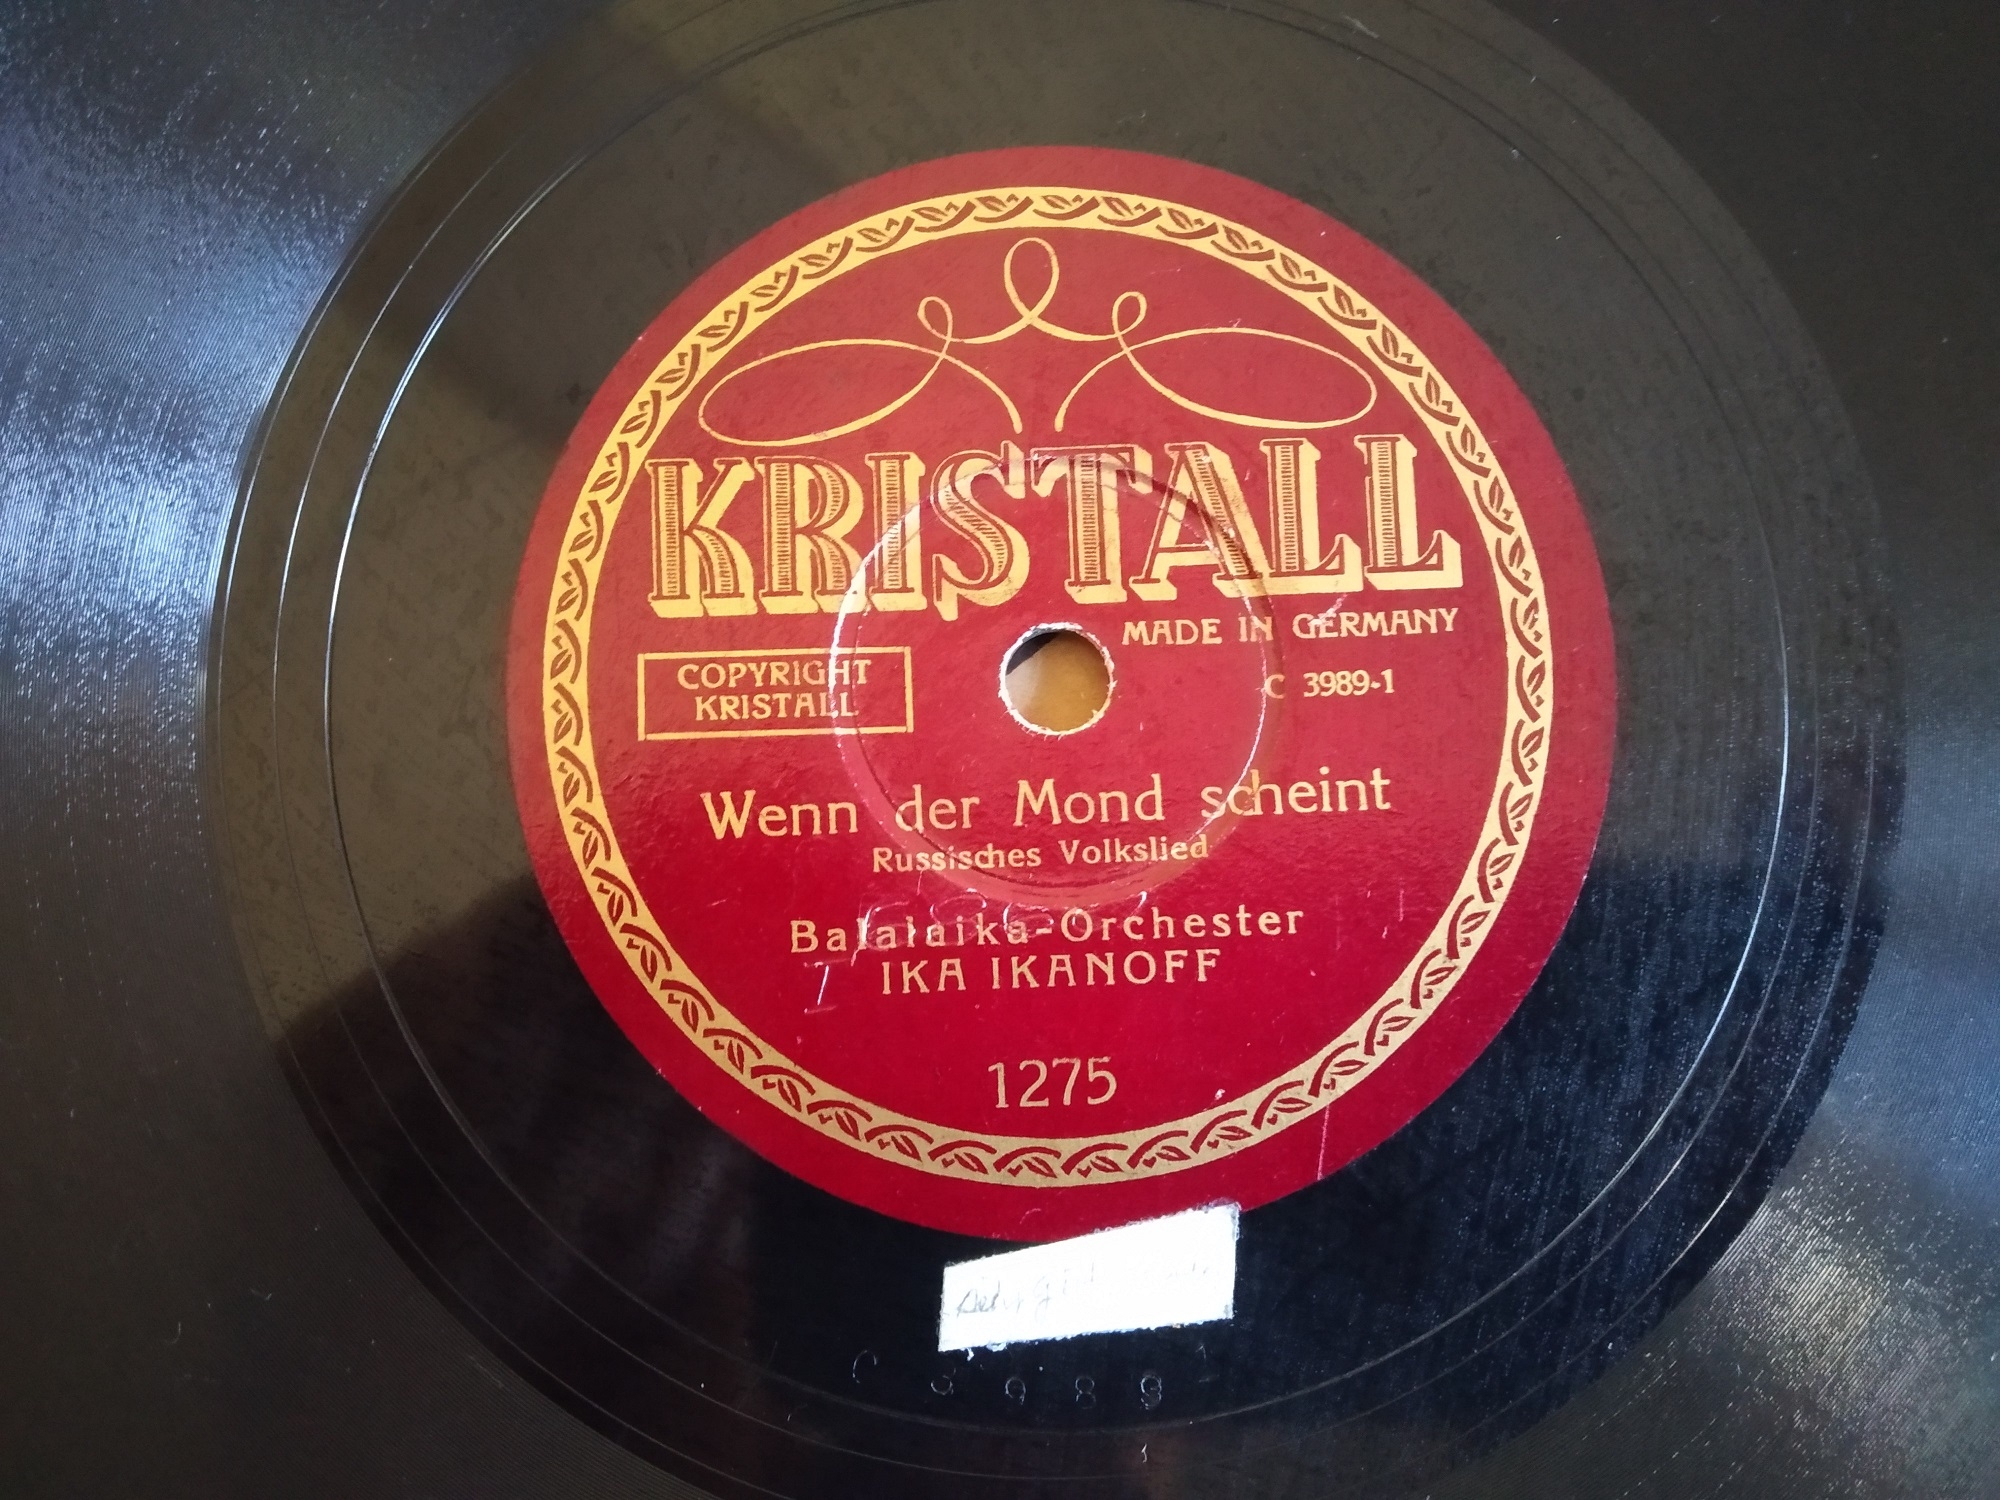 KRISTALL
MADE IN GERMANY
COPYRIGHT
KRISTALL
C 3989-1
Wenn der Mond scheint
Russisches Volkslied
Balalaika-Orchester
IKA IKANOFF
1275